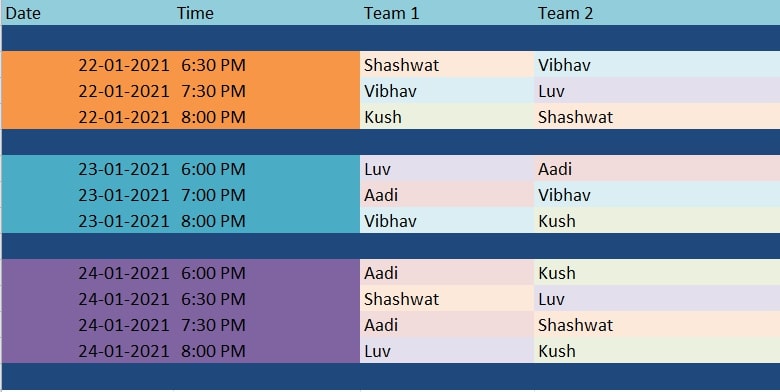 Date Time Team 1 Team 2
22-01-2021 6:30 PM Shashwat Vibhav
22-01-2021 7:30 PM Vibhav Luv
22-01-2021 8:00 PM Kush Shashwat
23-01-2021 6:00 PM Luv Aadi
23-01-2021 7:00 PM Aadi Vibhav
23-01-2021 8:00 PM Vibhav Kush
24-01-2021 6:00 PM Aadi Kush
24-01-2021 6:30 PM Shashwat Luv
24-01-2021 7:30 PM Aadi Shashwat
24-01-2021 8:00 PM Luv Kush